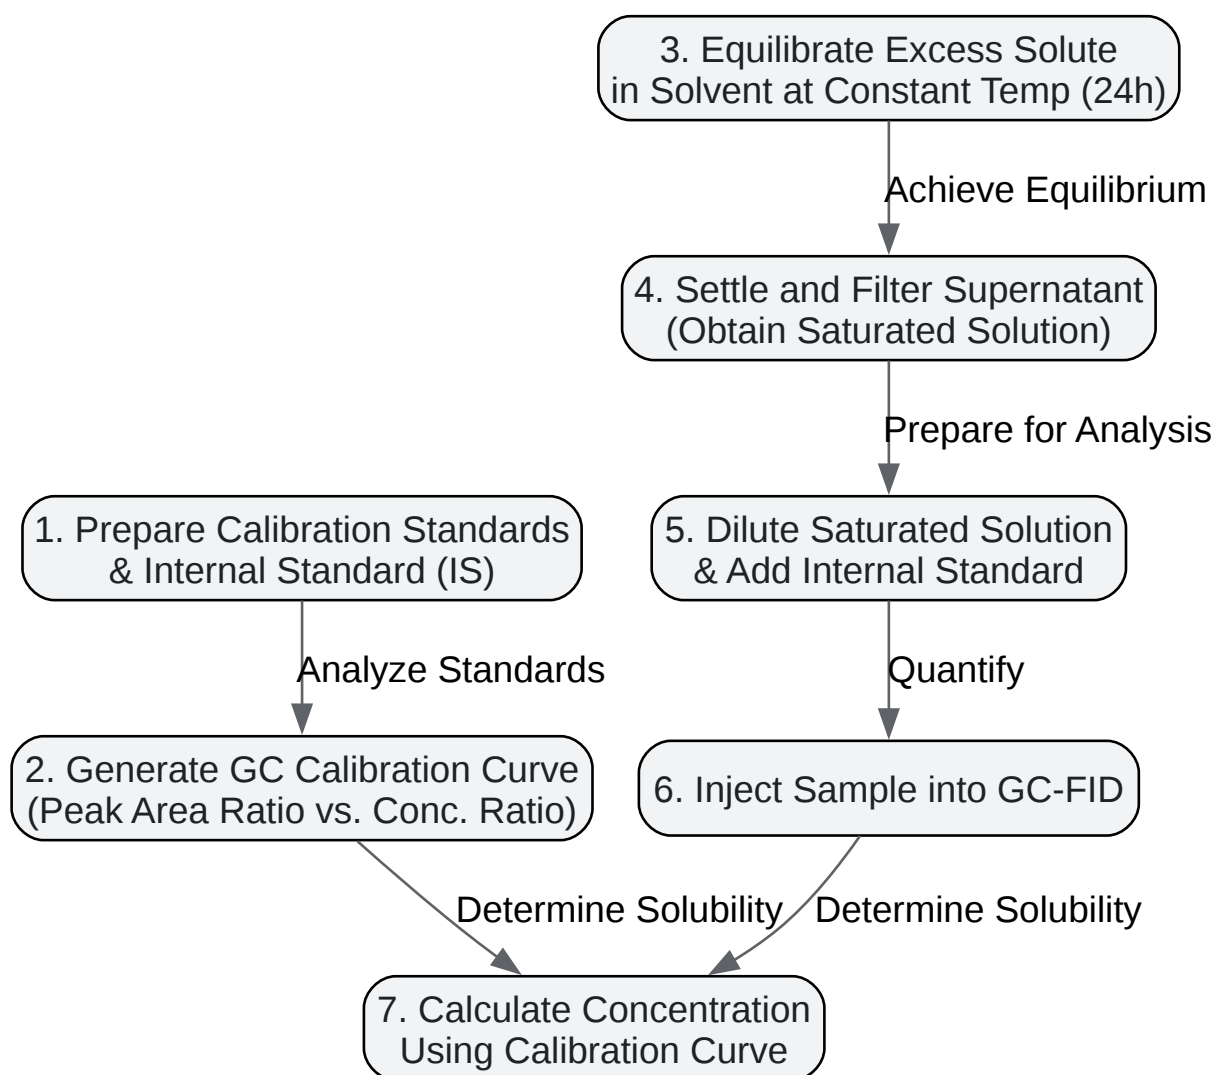 3. Equilibrate Excess Solute
in Solvent at Constant Temp (24h)
Achieve Equilibrium
4. Settle and Filter Supernatant
(Obtain Saturated Solution)
Prepare for Analysis
1. Prepare Calibration Standards
& Internal Standard (IS)
5. Dilute Saturated Solution
& Add Internal Standard
Analyze Standards
Quantify
2. Generate GC Calibration Curve
(Peak Area Ratio vs. Conc. Ratio)
6. Inject Sample into GC-FID
Determine Solubility
Determine Solubility
7. Calculate Concentration
Using Calibration Curve